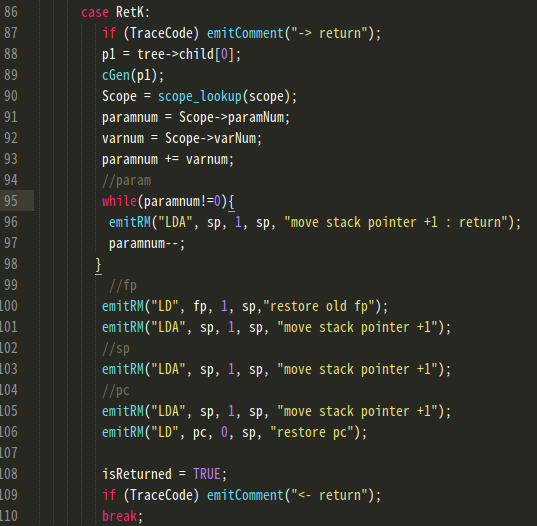 86 case RetK:
87 if (TraceCode) emitComment("-> return");
88 p1 = tree->child[0];
89 cGen(p1);
90 Scope = scope_lookup(scope);
91 paramnum = Scope->paramNum;
92 varnum = Scope->varNum;
93 paramnum += varnum;
94 //param
95 while(paramnum!=0){
96 emitRM("LDA", sp, 1, sp, "move stack pointer +1 : return");
97 paramnum--;
98 }
99 //fp
100 emitRM("LD", fp, 1, sp,"restore old fp");
101 emitRM("LDA", sp, 1, sp, "move stack pointer +1");
102 //sp
103 emitRM("LDA", sp, 1, sp, "move stack pointer +1");
104 //pc
105 emitRM("LDA", sp, 1, sp, "move stack pointer +1");
106 emitRM("LD", pc, 0, sp, "restore pc");
107
108 isReturned = TRUE;
109 if (TraceCode) emitComment("<- return");
110 break;